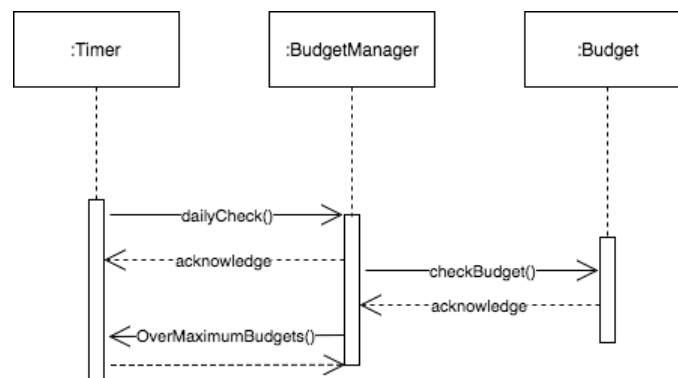 :Timer
:BudgetManager
:Budget
dailyCheck()
acknowledge
checkBudget()
acknowledge
OverMaximumBudgets()